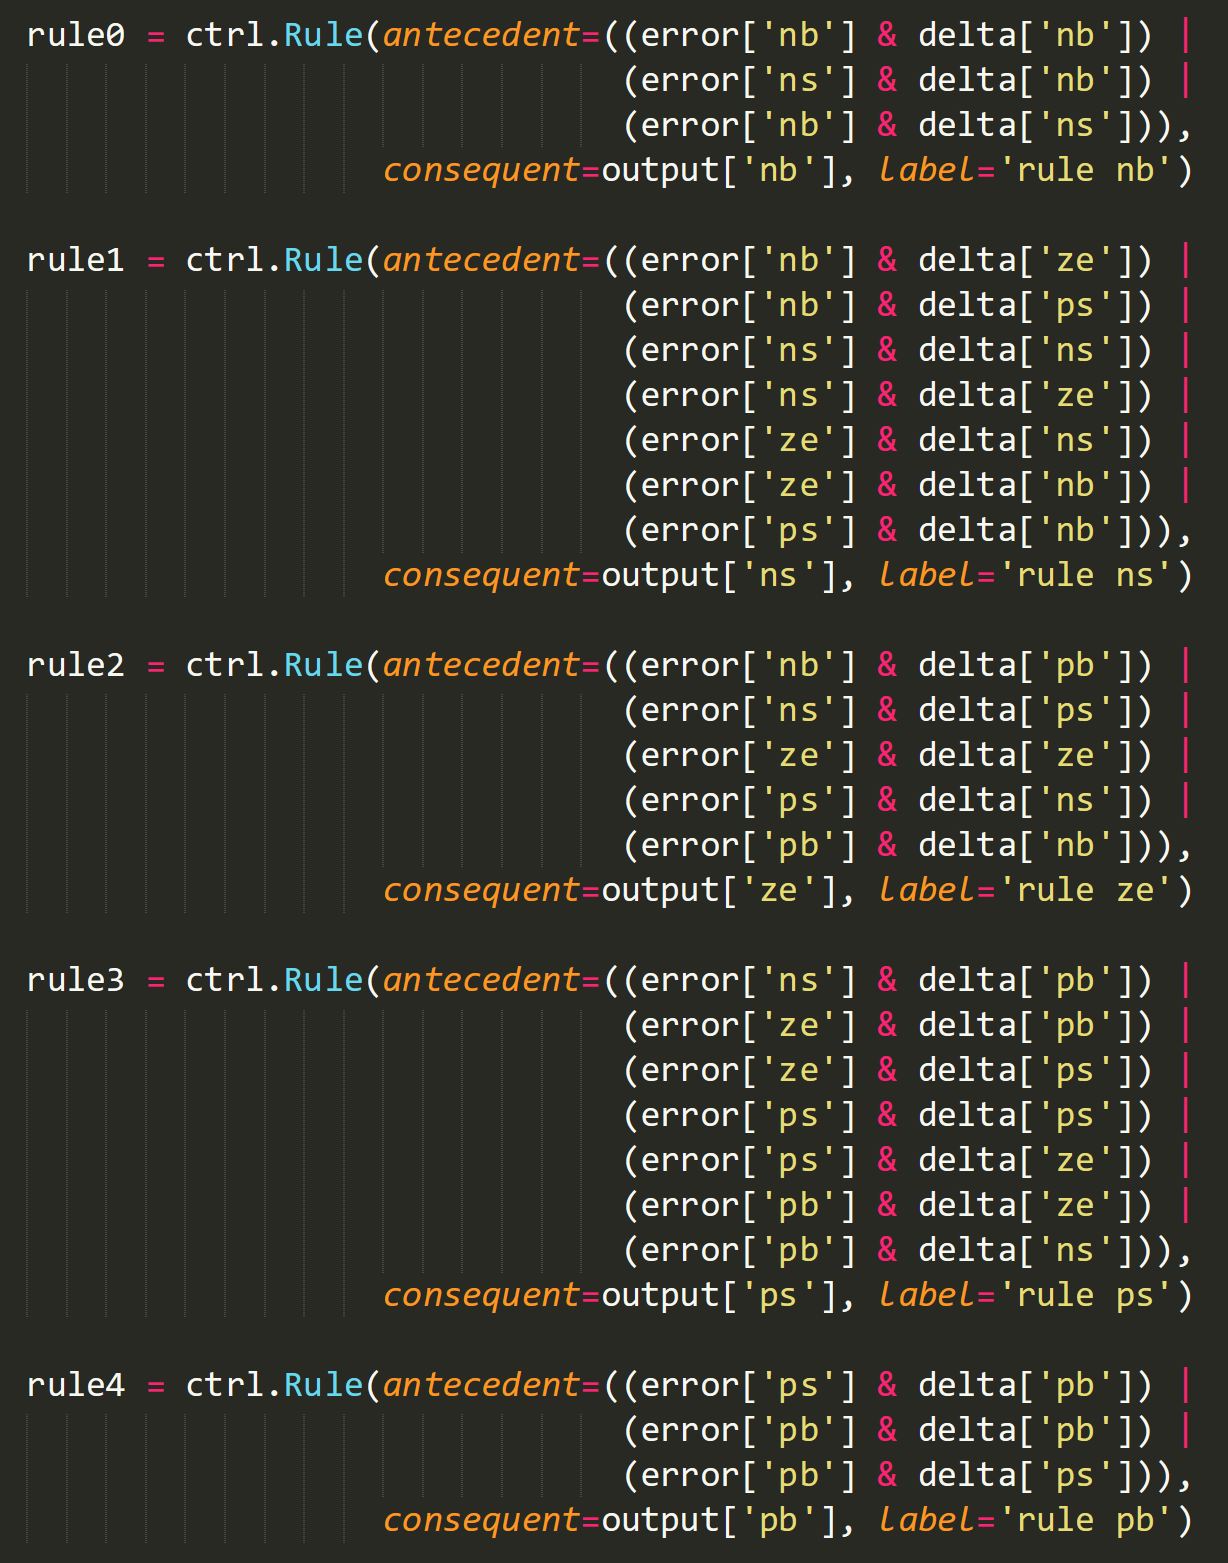 rule0 = ctrl.Rule(antecedent=((error['nb'] & delta['nb']) |
(error['ns'] & delta['nb']) |
(error['nb'] & delta['ns'])),
consequent=output['nb'], label='rule nb')
rule1 = ctrl.Rule(antecedent=((error['nb'] & delta['ze']) |
(error['nb'] & delta['ps']) |
(error['ns'] & delta['ns']) |
(error['ns'] & delta['ze']) |
(error['ze'] & delta['ns']) |
(error['ze'] & delta['nb']) |
(error['ps'] & delta['nb'])),
consequent=output['ns'], label='rule ns')
rule2 = ctrl.Rule(antecedent=((error['nb'] & delta['pb']) |
(error['ns'] & delta['ps']) |
(error['ze'] & delta['ze']) |
(error['ps'] & delta['ns']) |
(error['pb'] & delta['nb'])),
consequent=output['ze'], label='rule ze')
rule3 = ctrl.Rule(antecedent=((error['ns'] & delta['pb']) |
(error['ze'] & delta['pb']) |
(error['ze'] & delta['ps']) |
(error['ps'] & delta['ps']) |
(error['ps'] & delta['ze']) |
(error['pb'] & delta['ze']) |
(error['pb'] & delta['ns'])),
consequent=output['ps'], label='rule ps')
rule4 = ctrl.Rule(antecedent=((error['ps'] & delta['pb']) |
(error['pb'] & delta['pb']) |
(error['pb'] & delta['ps'])),
consequent=output['pb'], label='rule pb')